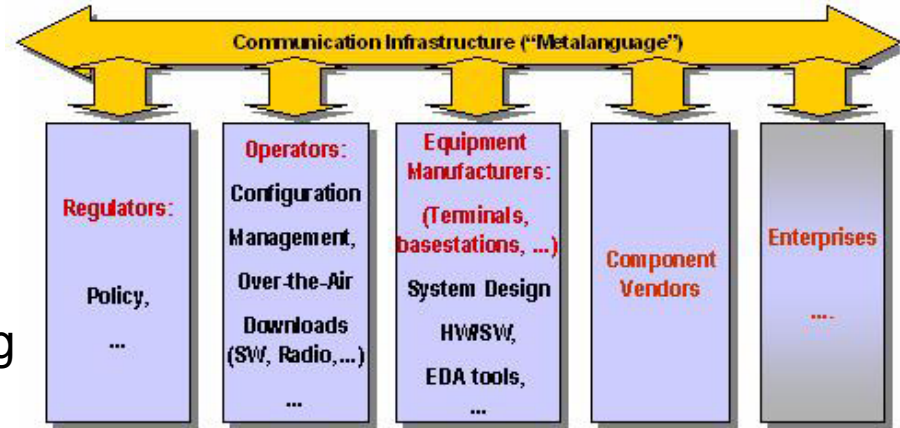 Communication Infrastructure ("Metalanguage")
Regulators:
Policy,
...
Operators:
Configuration
Management,
Over-the-Air
Downloads
(SW, Radio,...)
...
Equipment
Manufacturers:
(Terminals,
basestations, ...)
System Design
HW/SW,
EDA tools,
...
Component
Vendors
Enterprises
....
g